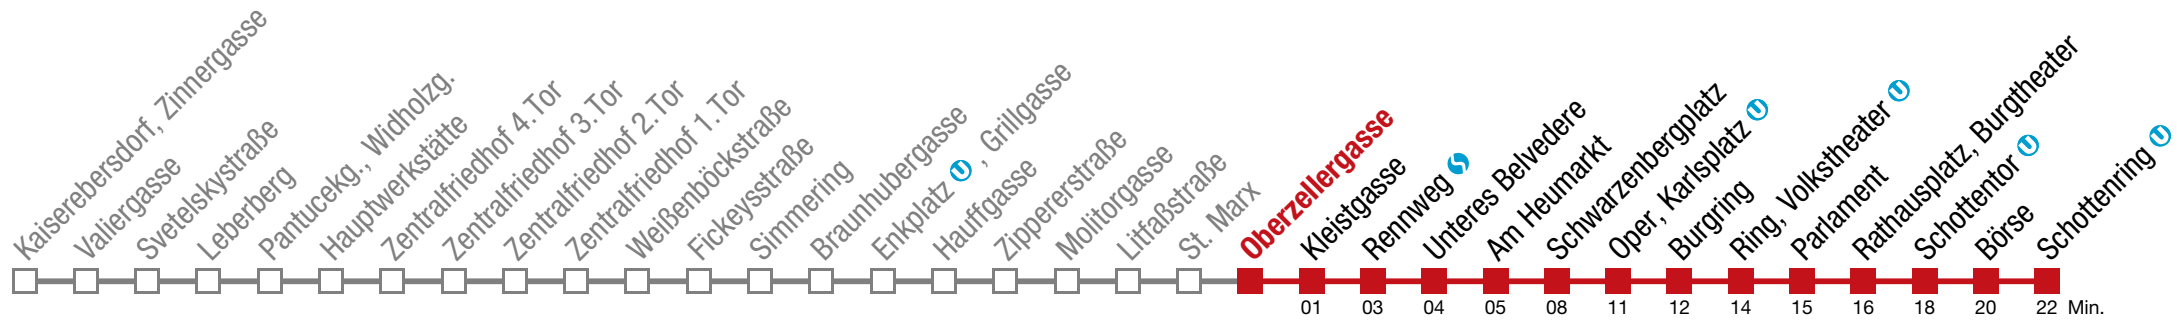 Kaiserebersdorf, Zinnergasse
Valiergasse
Svetelskystraße
Leberberg
Pantucekg., Widholzg.
Hauptwerkstätte
Zentralfriedhof 4.Tor
Zentralfriedhof 3.Tor
Zentralfriedhof 2.Tor
Zentralfriedhof 1.Tor
Weißenböckstraße
Fickeysstraße
Simmering
Braunhubergasse
Enkplatz U , Grillgasse
Hauffgasse
Zippererstraße
Molitorgasse
Litfaßstraße
St. Marx
Oberzellergasse
Kleistgasse
Rennweg S
Unteres Belvedere
Am Heumarkt
Schwarzenbergplatz
Oper, Karlsplatz U
Burgring
Ring, Volkstheater U
Parlament
Rathausplatz, Burgtheater
Schottentor U
Börse
Schottenring U
01 03 04 05 08 11 12 14 15 16 18 20 22 Min.